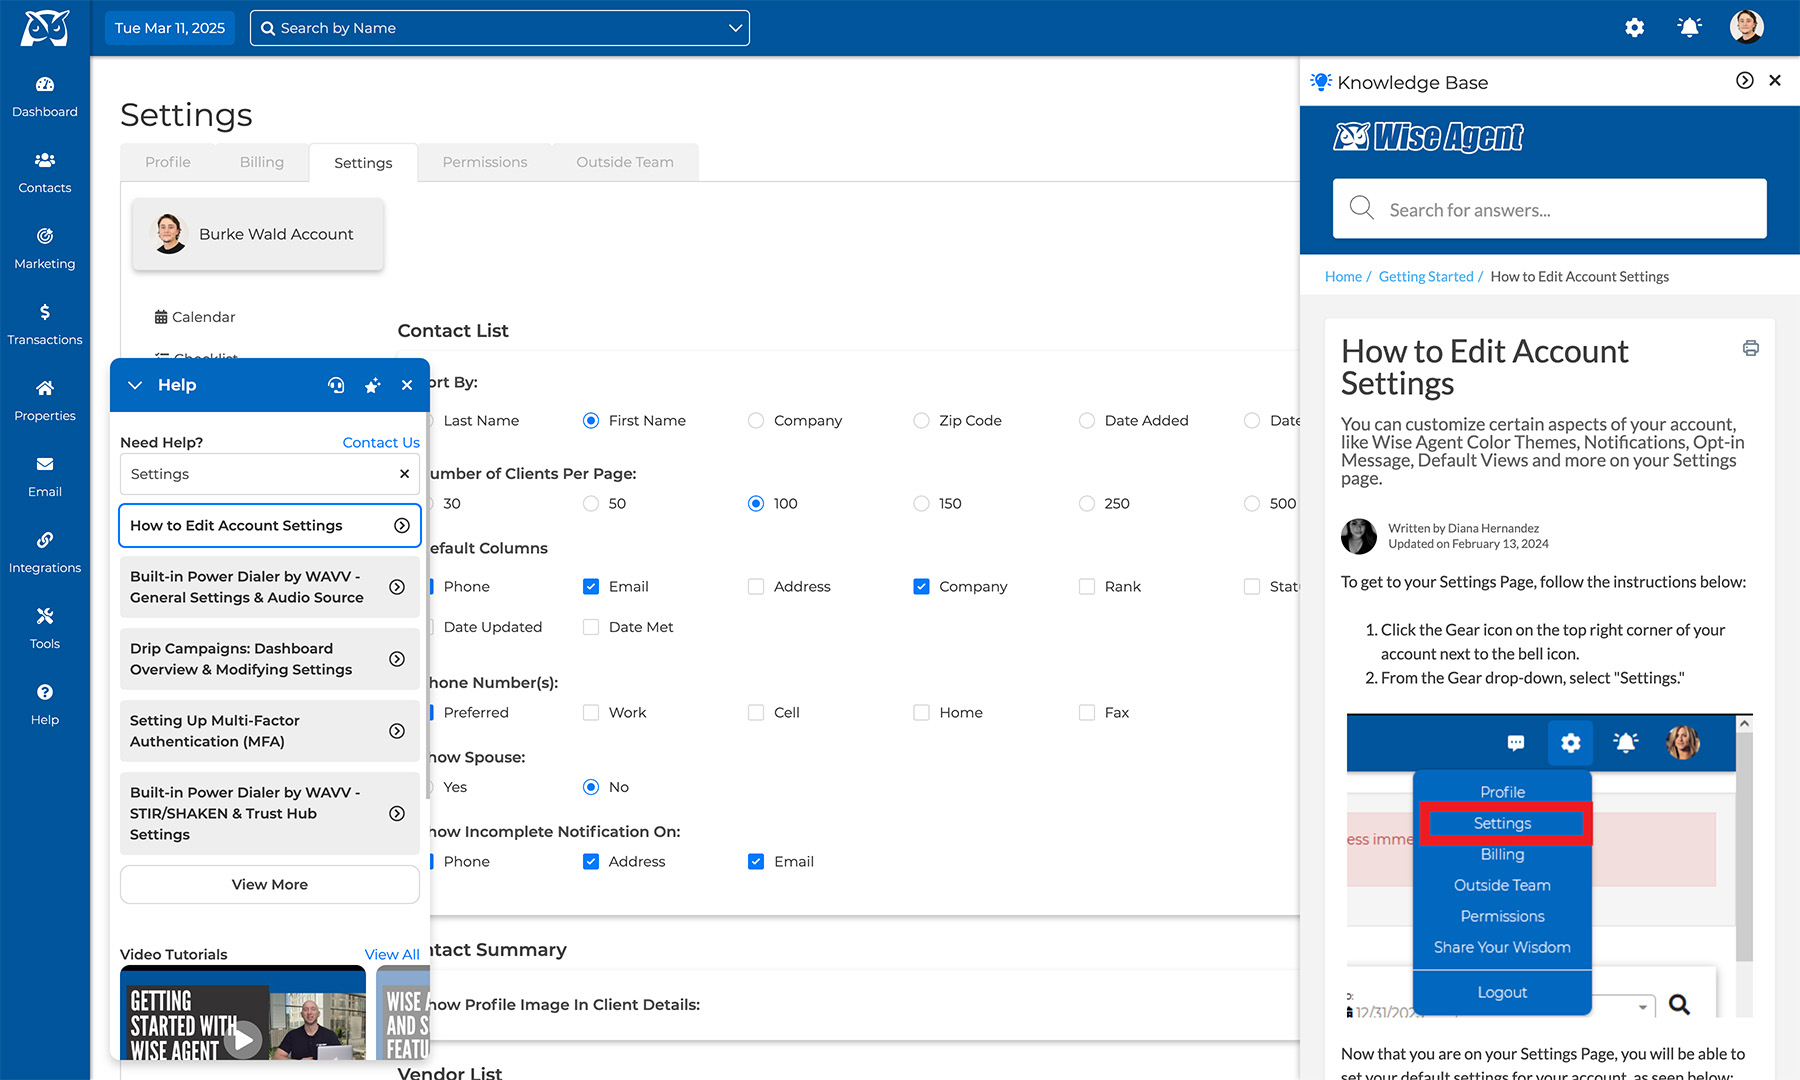 Tue Mar 11, 2025
Search by Name
Dashboard
Contacts
Marketing
Transactions
Properties
Email
Integrations
Tools
Help
Settings
Profile
Billing
Settings
Permissions
Outside Team
Burke Wald Account
Calendar
Checklist
Contact List
ort By:
Last Name
First Name
Company
Zip Code
Date Added
Date
umber of Clients Per Page:
30
50
100
150
250
500
efault Columns
Phone
Email
Address
Company
Rank
Stat
Date Updated
Date Met
hone Number(s):
Preferred
Work
Cell
Home
Fax
how Spouse:
Yes
No
how Incomplete Notification On:
Phone
Address
Email
ntact Summary
how Profile Image In Client Details:
Vendor List
Help
Need Help?
Contact Us
Settings
How to Edit Account Settings
Built-in Power Dialer by WAVV -
General Settings & Audio Source
Drip Campaigns: Dashboard
Overview & Modifying Settings
Setting Up Multi-Factor
Authentication (MFA)
Built-in Power Dialer by WAVV -
STIR/SHAKEN & Trust Hub
Settings
View More
Video Tutorials
View All
GETTING
STARTED WITH
WISE AGENT
WISE A
AND S
FEATU
Knowledge Base
Wise Agent
Search for answers...
Home / Getting Started / How to Edit Account Settings
How to Edit Account
Settings
You can customize certain aspects of your account,
like Wise Agent Color Themes, Notifications, Opt-in
Message, Default Views and more on your Settings
page.
Written by Diana Hernandez
Updated on February 13, 2024
To get to your Settings Page, follow the instructions below:
1. Click the Gear icon on the top right corner of your
account next to the bell icon.
2. From the Gear drop-down, select "Settings."
Profile
Settings
ess imme
Billing
Outside Team
Permissions
Share Your Wisdom
Logout
o:
12/31/202
Now that you are on your Settings Page, you will be able to
set your default settings for your account, as seen below: